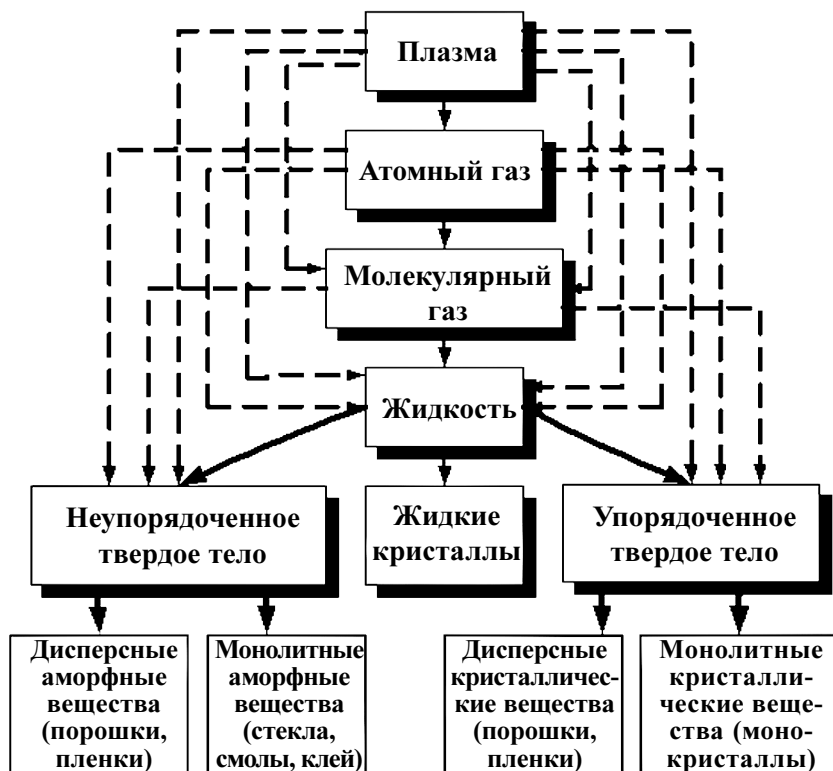 Плазма
Атомный газ
Молекулярный
газ
Жидкость
Неупорядоченное
твердое тело
Жидкие
кристаллы
Упорядоченное
твердое тело
Дисперсные
аморфные
вещества
(порошки,
пленки)
Монолитные
аморфные
вещества
(стекла,
смолы, клей)
Дисперсные
кристалличес-
кие вещества
(порошки,
пленки)
Монолитные
кристалли-
ческие веще-
ства (моно-
кристаллы)